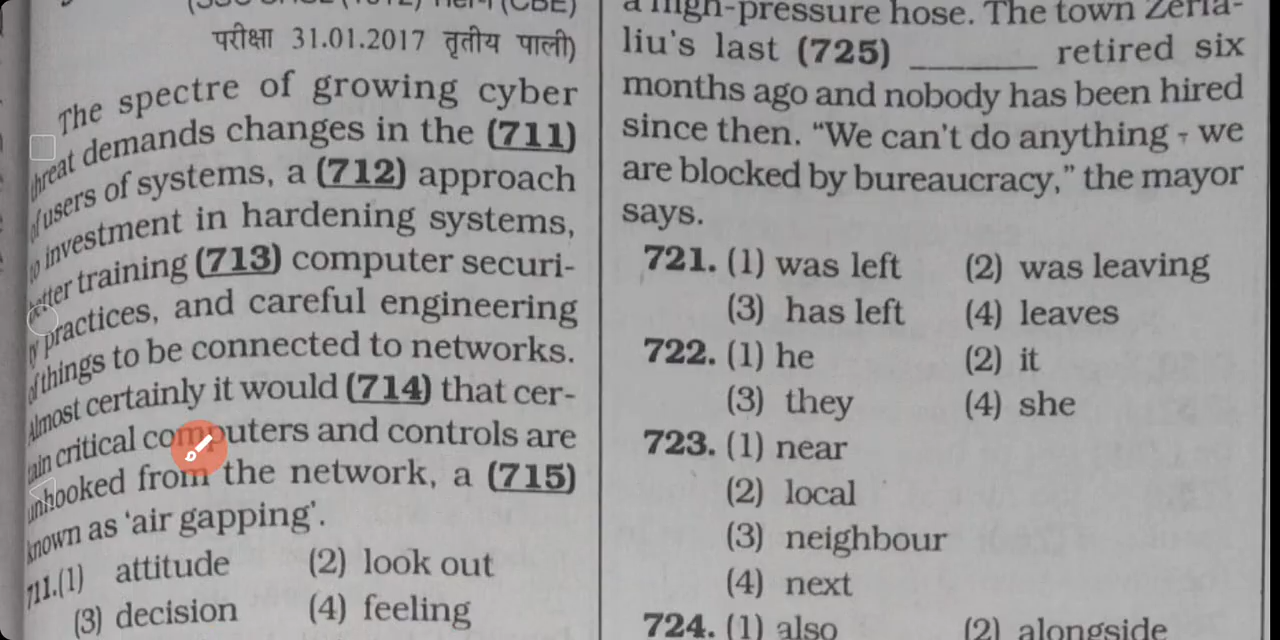 परीक्षा 31.01.2017 तृतीय पाली)
The spectre of growing cyber
threat demands changes in the (711)
of users of systems, a (712) approach
to investment in hardening systems,
better training (713) computer securi-
ty practices, and careful engineering
of things to be connected to networks.
Almost certainly it would (714) that cer-
tain critical computers and controls are
unhooked from the network, a (715)
known as 'air gapping'.
711.(1) attitude (2) look out
(3) decision (4) feeling
a high-pressure hose. The town Zeria-
liu's last (725) ______ retired six
months ago and nobody has been hired
since then. "We can't do anything - we
are blocked by bureaucracy," the mayor
says.
721. (1) was left (2) was leaving
(3) has left (4) leaves
722. (1) he (2) it
(3) they (4) she
723. (1) near
(2) local
(3) neighbour
(4) next
724. (1) also (2) alongside